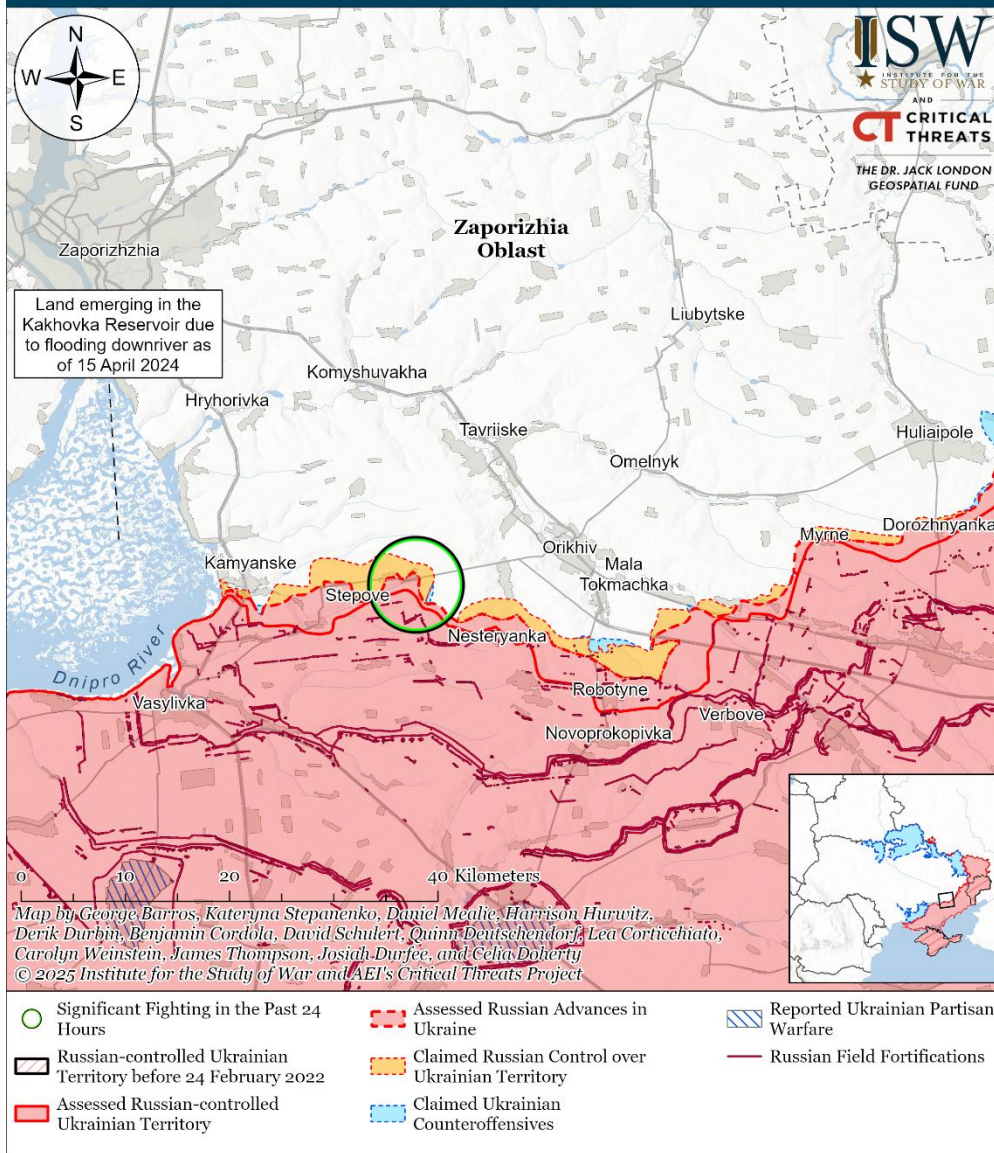 N
W E
S
ISW
INSTITUTE FOR THE
STUDY OF WAR
AND
CT CRITICAL
THREATS
THE DR. JACK LONDON
GEOSPATIAL FUND
Zaporizhia
Oblast
Zaporizhzhia
Land emerging in the
Kakhovka Reservoir due
to flooding downriver as
of 15 April 2024
Liubytske
Komyshuvakha
Hryhorivka
Tavriiske
Huliaipole
Omelnyk
Dorozhnyanka
Myrne
Orikhiv
Kamyanske
Mala
Tokmachka
Stepove
Nesteryanka
Dnipro River
Robotyne
Vasylivka
Verbove
Novoprokopivka
0 10 20 40 Kilometers
Map by George Barros, Kateryna Stepanenko, Daniel Mealie, Harrison Hurwitz,
Derik Durbin, Benjamin Cordola, David Schulert, Quinn Deutschendorf, Lea Corticchiato,
Carolyn Weinstein, James Thompson, Josiah Durfee, and Celia Doherty
© 2025 Institute for the Study of War and AEI's Critical Threats Project
Significant Fighting in the Past 24
Hours
Russian-controlled Ukrainian
Territory before 24 February 2022
Assessed Russian-controlled
Ukrainian Territory
Assessed Russian Advances in
Ukraine
Claimed Russian Control over
Ukrainian Territory
Claimed Ukrainian
Counteroffensives
Reported Ukrainian Partisan
Warfare
Russian Field Fortifications